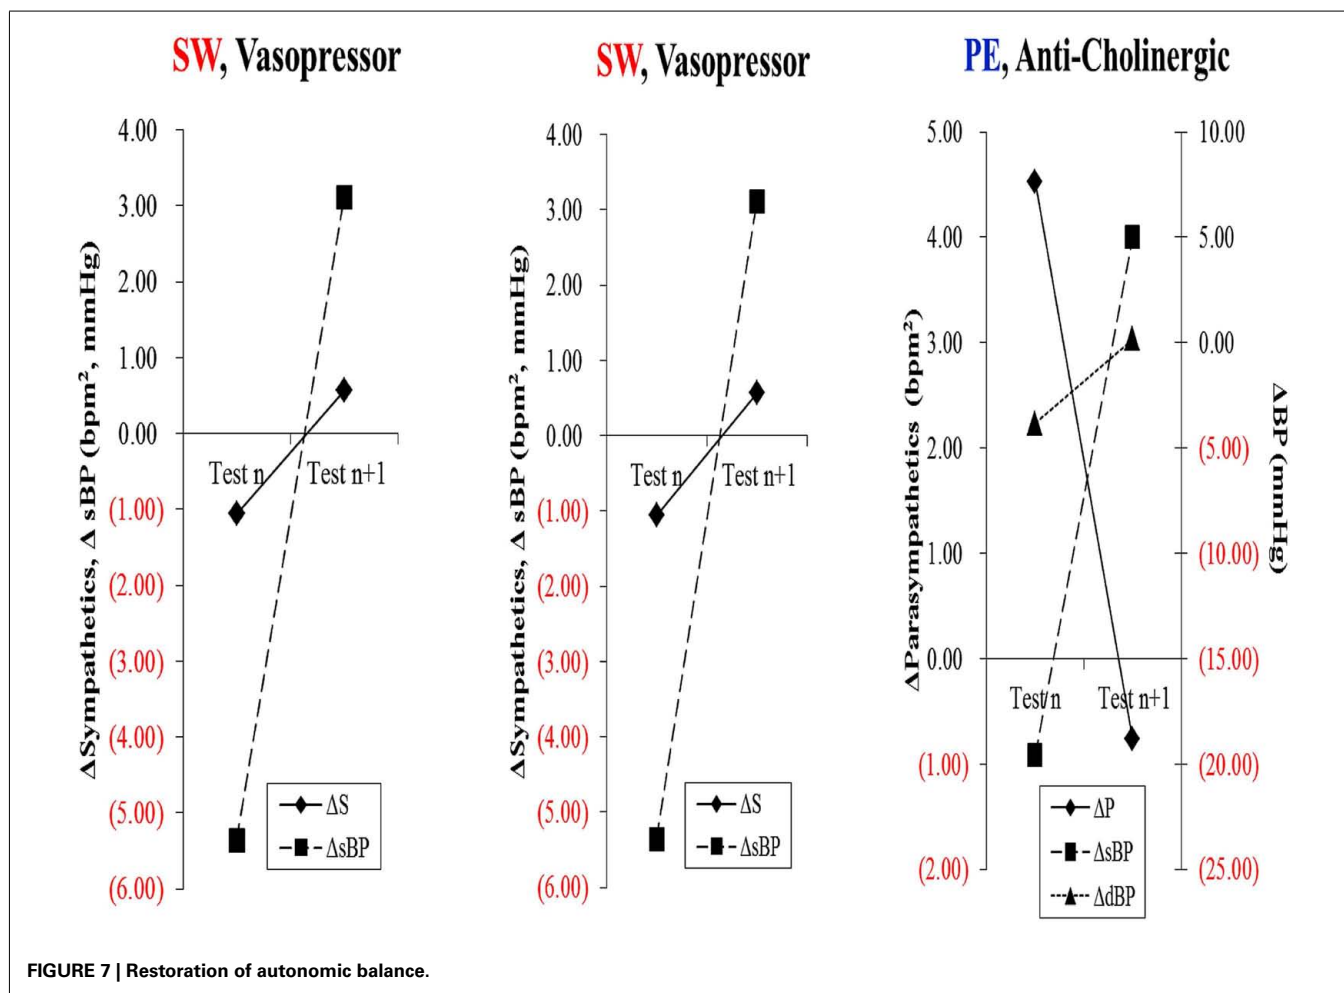 SW, Vasopressor
ΔSympathetics, Δ sBP (bpm², mmHg)
4.00
3.00
2.00
1.00
0.00
(1.00)
(2.00)
(3.00)
(4.00)
(5.00)
(6.00)
Test n
Test n+1
ΔS
ΔsBP
SW, Vasopressor
ΔSympathetics, Δ sBP (bpm², mmHg)
4.00
3.00
2.00
1.00
0.00
(1.00)
(2.00)
(3.00)
(4.00)
(5.00)
(6.00)
Test n
Test n+1
ΔS
ΔsBP
PE, Anti-Cholinergic
ΔParasympathetics (bpm²)
5.00
4.00
3.00
2.00
1.00
0.00
(1.00)
(2.00)
Test n
Test n+1
10.00
5.00
0.00
(5.00)
(10.00)
(15.00)
(20.00)
(25.00)
ΔBP (mmHg)
ΔP
ΔsBP
ΔdBP
FIGURE 7 | Restoration of autonomic balance.